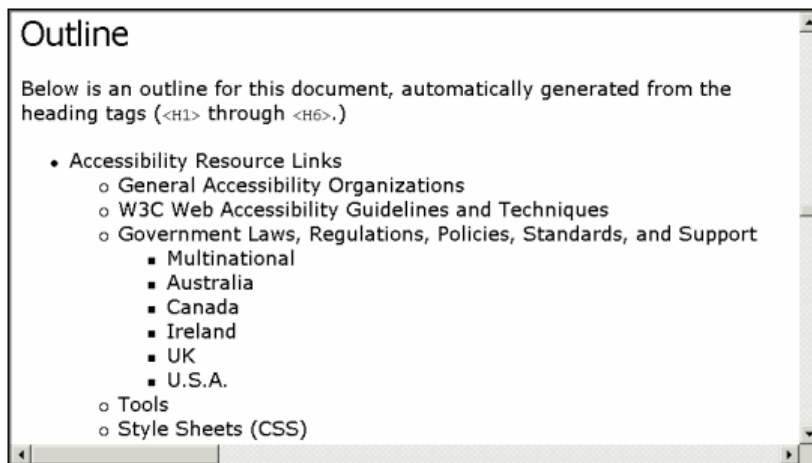 Outline
Below is an outline for this document, automatically generated from the
heading tags (<H1> through <H6>.)
Accessibility Resource Links
General Accessibility Organizations
W3C Web Accessibility Guidelines and Techniques
Government Laws, Regulations, Policies, Standards, and Support
Multinational
Australia
Canada
Ireland
UK
U.S.A.
Tools
Style Sheets (CSS)